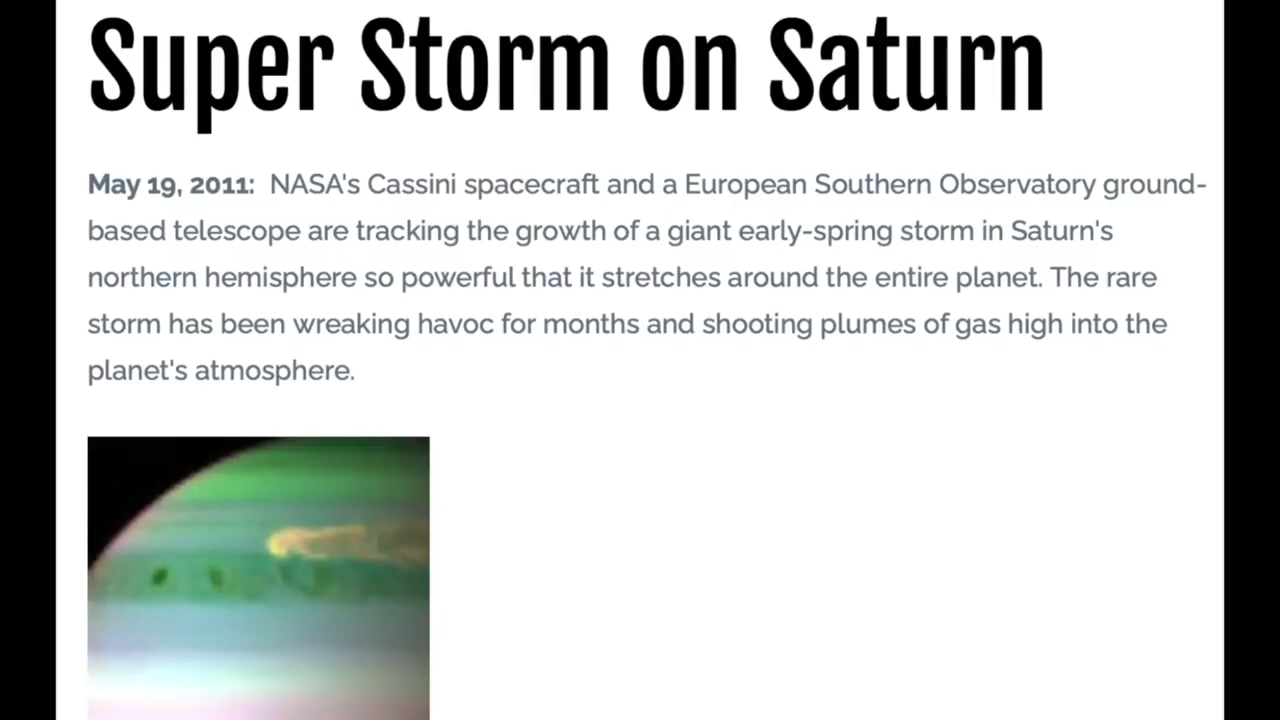 Super Storm on Saturn
May 19, 2011: NASA's Cassini spacecraft and a European Southern Observatory ground-
based telescope are tracking the growth of a giant early-spring storm in Saturn's
northern hemisphere so powerful that it stretches around the entire planet. The rare
storm has been wreaking havoc for months and shooting plumes of gas high into the
planet's atmosphere.